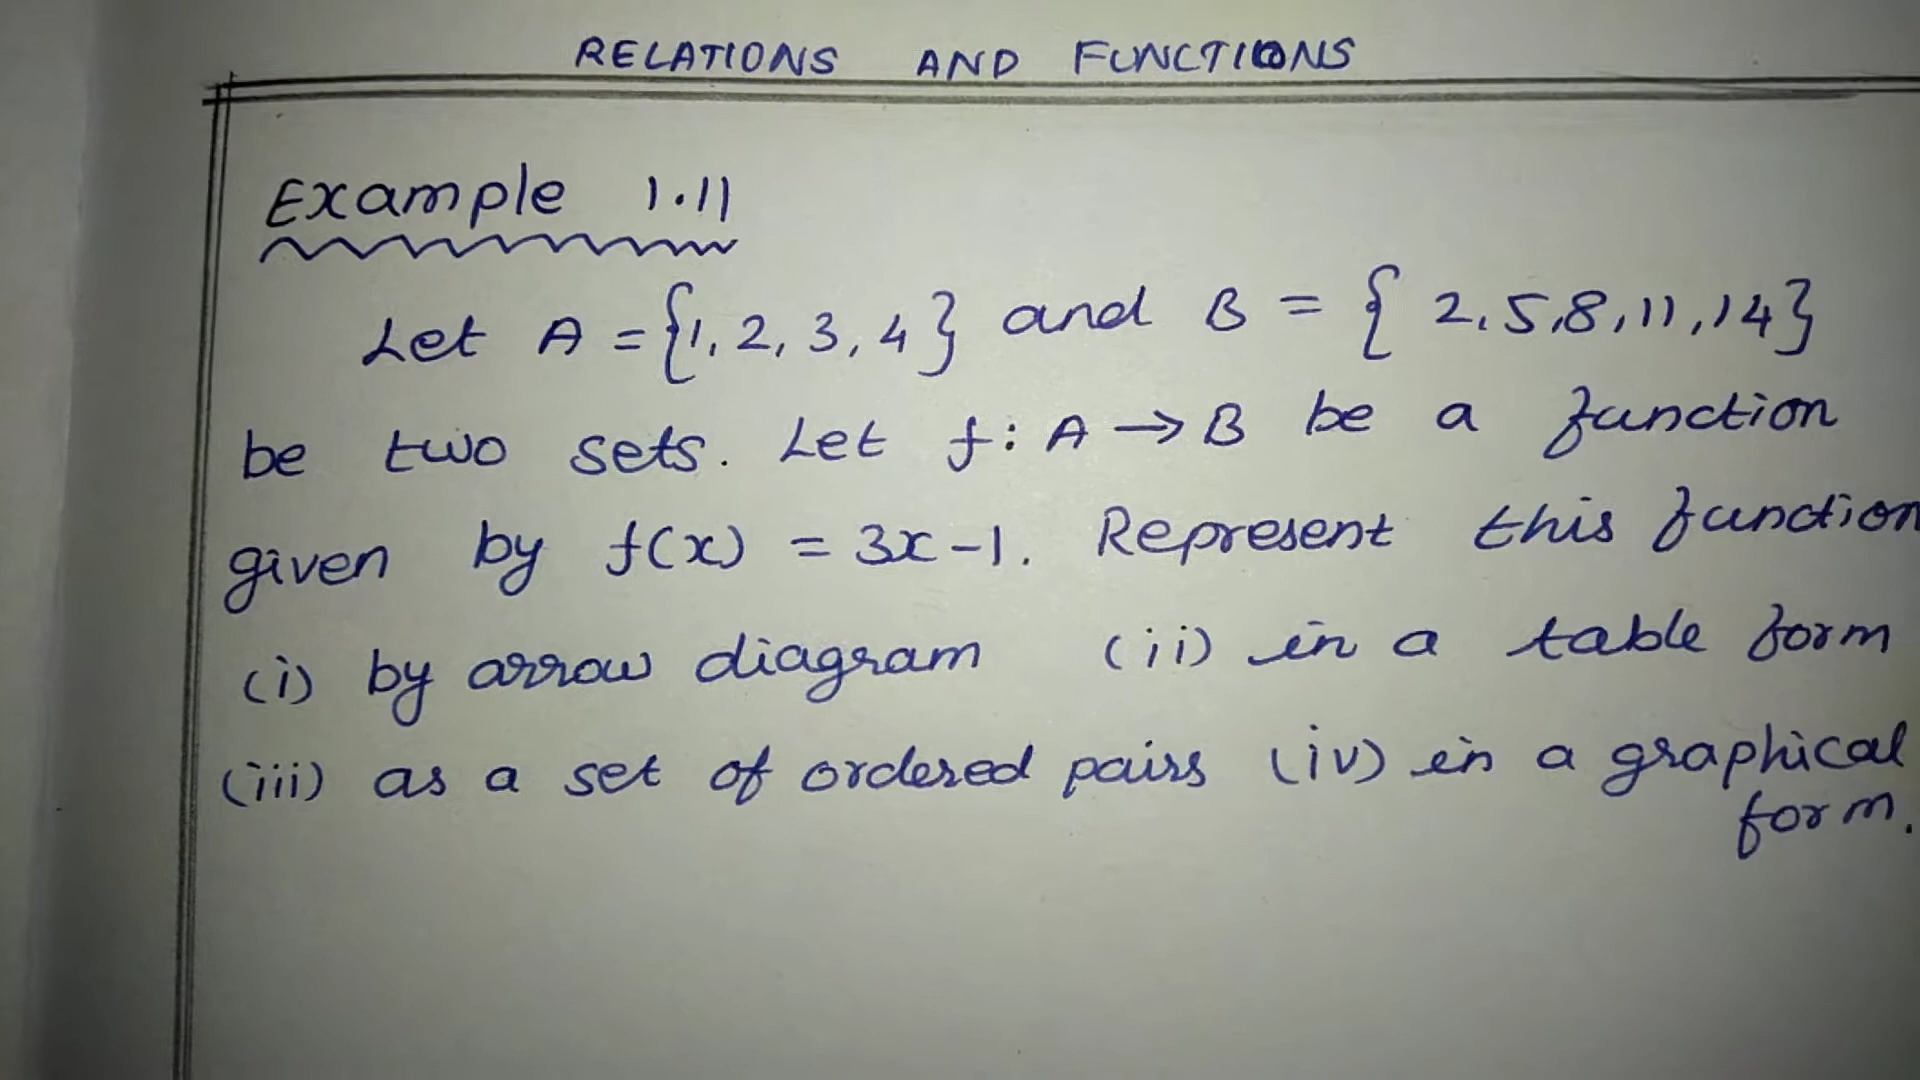 RELATIONS AND FUNCTIONS
Example 1.11
Let A = {1, 2, 3, 4} and B = { 2, 5, 8, 11, 14}
be two sets. Let f : A → B be a function
given by f(x) = 3x - 1. Represent this function
(i) by arrow diagram (ii) in a table form
(iii) as a set of ordered pairs (iv) in a graphical
form.